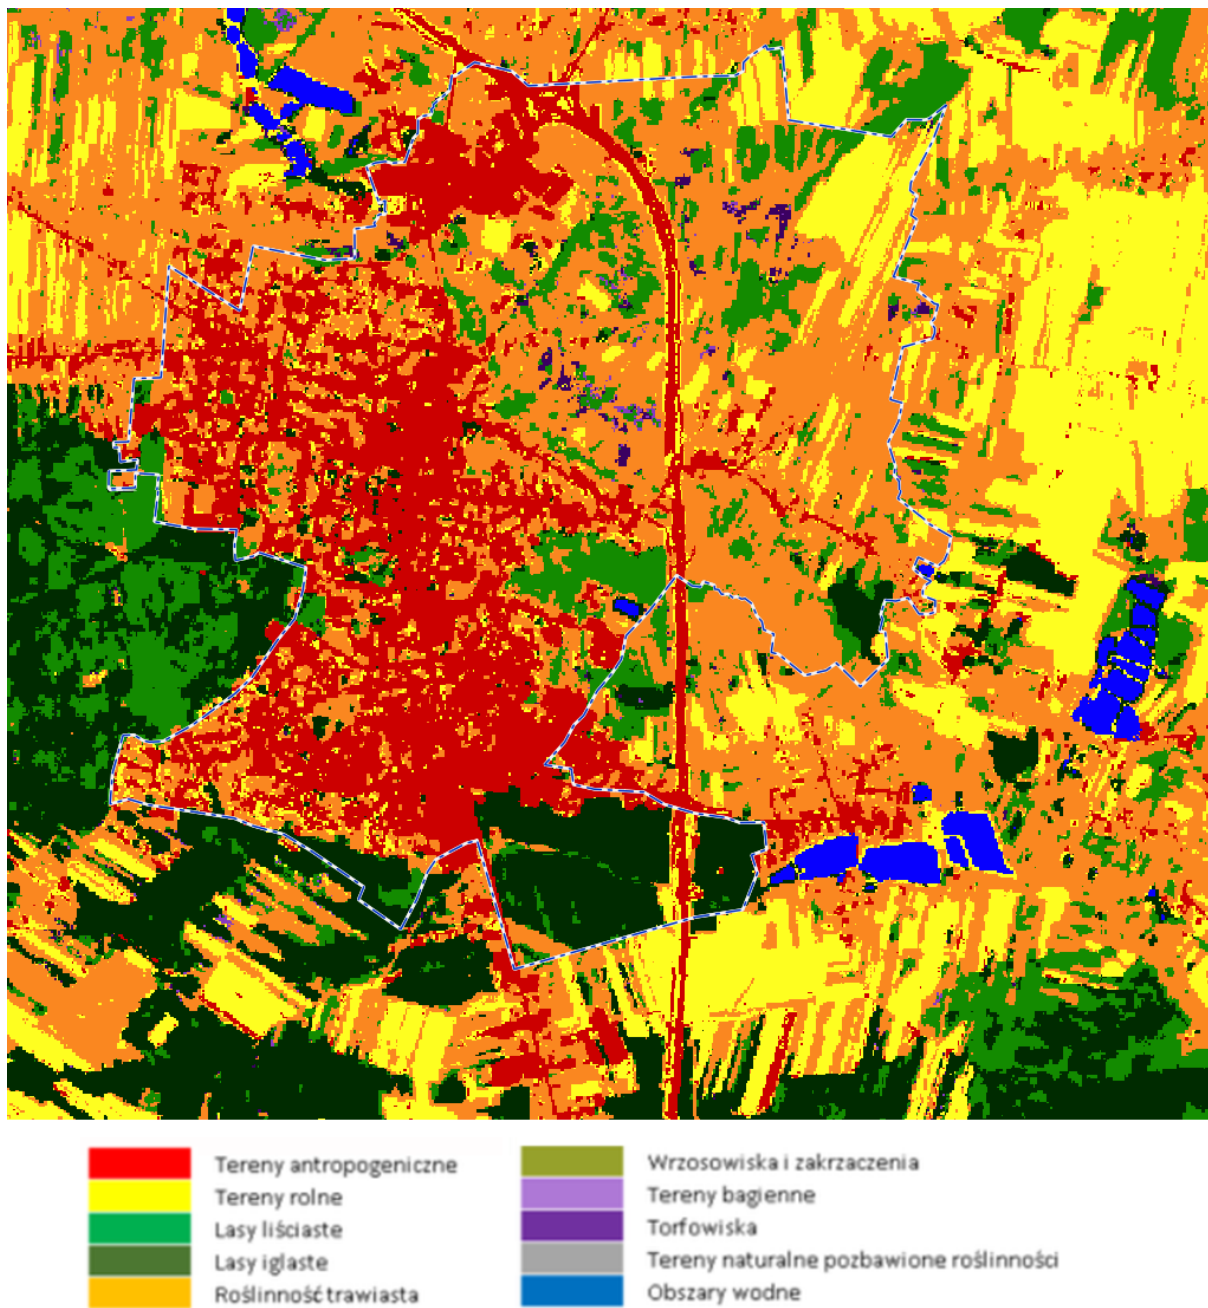 Tereny antropogeniczne
Tereny rolne
Lasy liściaste
Lasy iglaste
Roślinność trawiasta
Wrzosowiska i zakrzaczenia
Tereny bagienne
Torfowiska
Tereny naturalne pozbawione roślinności
Obszary wodne